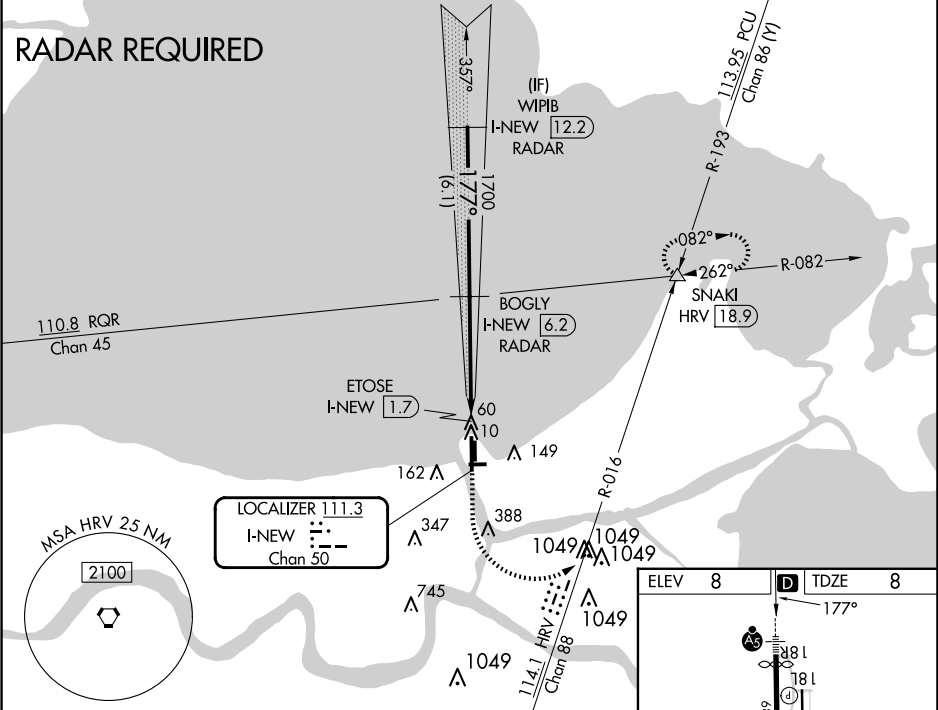 RADAR REQUIRED
357°
(IF)
WIPIB
I-NEW 12.2
RADAR
1700
177°
(6.1)
113.95 PCU
Chan 86 (Y)
R-193
082°
262°
R-082
SNAKI
HRV 18.9
BOGLY
I-NEW 6.2
RADAR
110.8 RQR
Chan 45
ETOSE
I-NEW 1.7
60
10
149
162
R-016
LOCALIZER 111.3
I-NEW
Chan 50
347
388
1049
1049
1049
1049
745
1049
114.1 HRV
Chan 88
MSA HRV 25 NM
2100
ELEV 8
D
TDZE 8
177°
A5
18R
18L
P